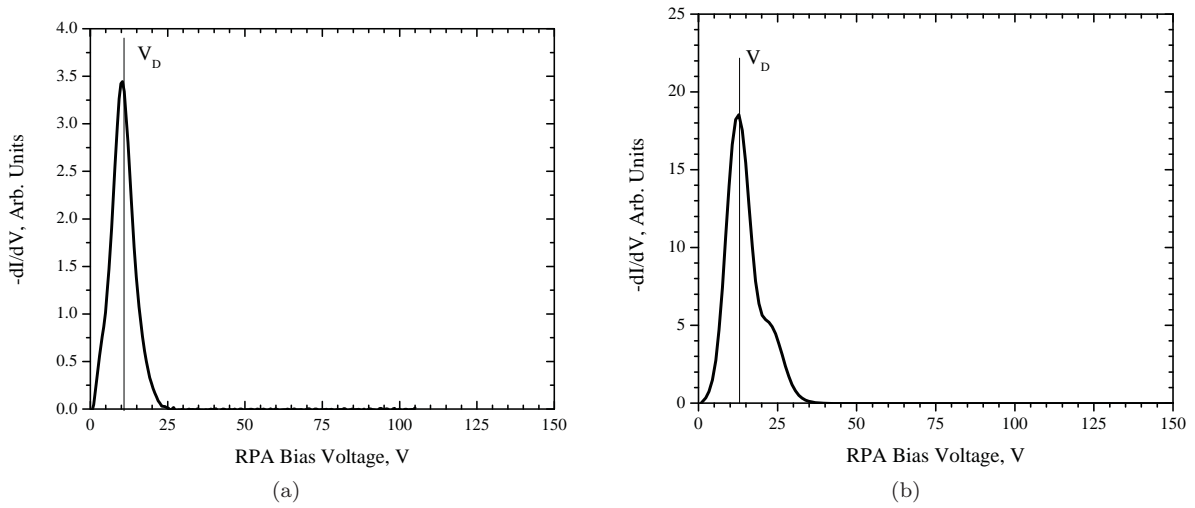 4.0
3.5
3.0
2.5
2.0
1.5
1.0
0.5
0.0
-dI/dV, Arb. Units
V_D
0 25 50 75 100 125 150
RPA Bias Voltage, V
(a)
25
20
15
10
5
0
-dI/dV, Arb. Units
V_D
0 25 50 75 100 125 150
RPA Bias Voltage, V
(b)